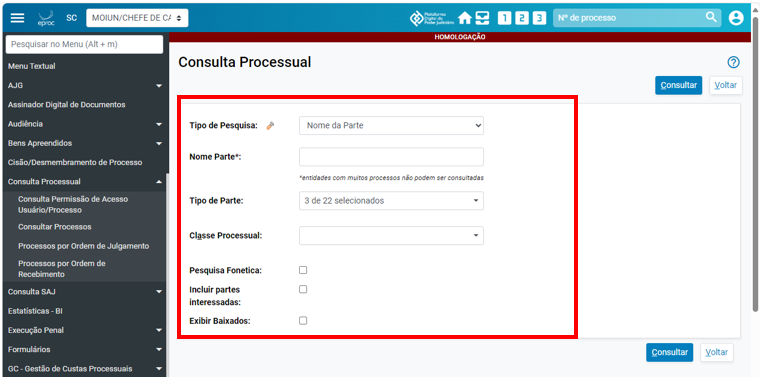 eproc
SC
MOIUN/CHEFE DE CA
Plataforma
Digital do
Poder Judiciário
1 2 3
Nº de processo
Pesquisar no Menu (Alt + m)
HOMOLOGAÇÃO
Menu Textual
AJG
Assinador Digital de Documentos
Audiência
Bens Apreendidos
Cisão/Desmembramento de Processo
Consulta Processual
Consulta Permissão de Acesso
Usuário/Processo
Consultar Processos
Processos por Ordem de Julgamento
Processos por Ordem de
Recebimento
Consulta SAJ
Estatísticas - BI
Execução Penal
Formulários
GC - Gestão de Custas Processuais
Consulta Processual
Consultar
Voltar
Tipo de Pesquisa:
Nome da Parte
Nome Parte*:
*entidades com muitos processos não podem ser consultadas
Tipo de Parte:
3 de 22 selecionados
Classe Processual:
Pesquisa Fonetica:
Incluir partes
interessadas:
Exibir Baixados:
Consultar
Voltar